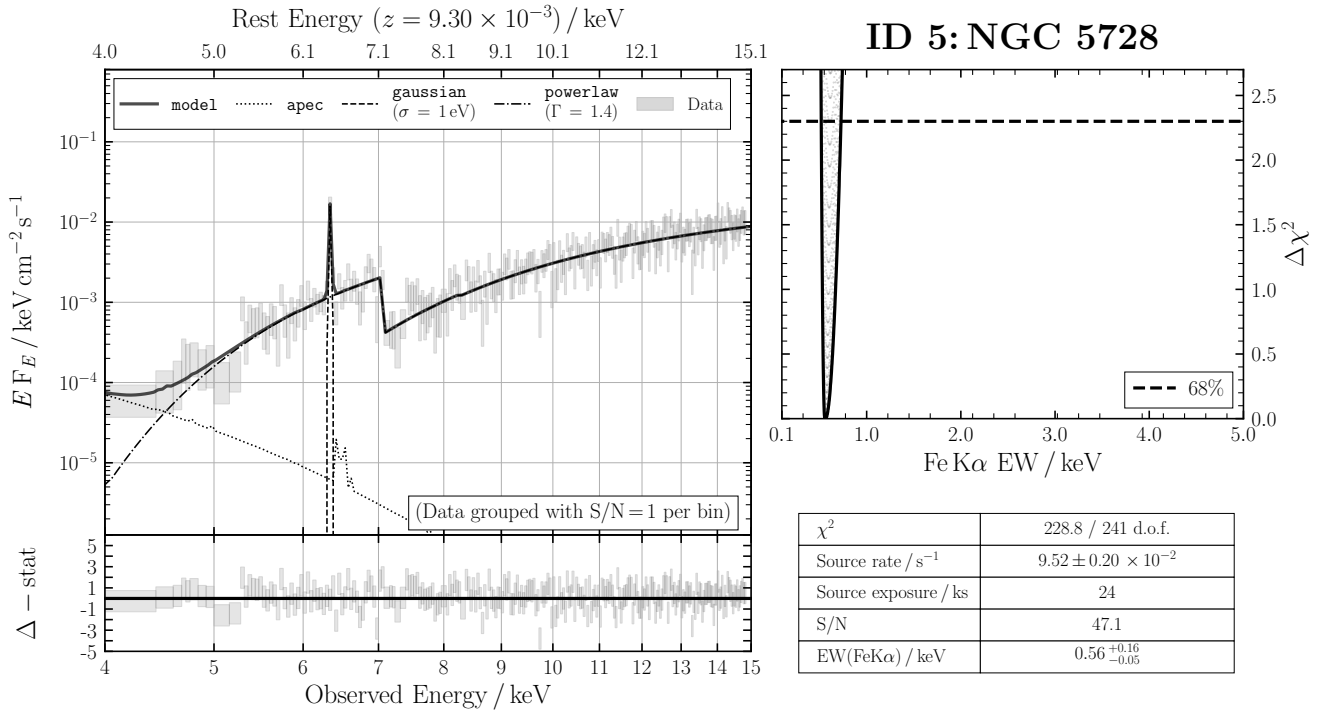 Rest Energy (z = 9.30 × 10⁻³) / keV
4.0 5.0 6.1 7.1 8.1 9.1 10.1 12.1 15.1
model apec gaussian (σ = 1 eV) powerlaw (Γ = 1.4) Data
E F_E / keV cm⁻² s⁻¹
10⁻¹
10⁻²
10⁻³
10⁻⁴
10⁻⁵
(Data grouped with S/N = 1 per bin)
Δ − stat
5
3
1
-1
-3
-5
4 5 6 7 8 9 10 11 12 13 14 15
Observed Energy / keV
ID 5: NGC 5728
2.5
2.0
1.5
1.0
0.5
0.0
Δχ²
68%
0.1 1.0 2.0 3.0 4.0 5.0
Fe Kα EW / keV
χ² 228.8 / 241 d.o.f.
Source rate / s⁻¹ 9.52 ± 0.20 × 10⁻²
Source exposure / ks 24
S/N 47.1
EW(FeKα) / keV 0.56 +0.16 −0.05